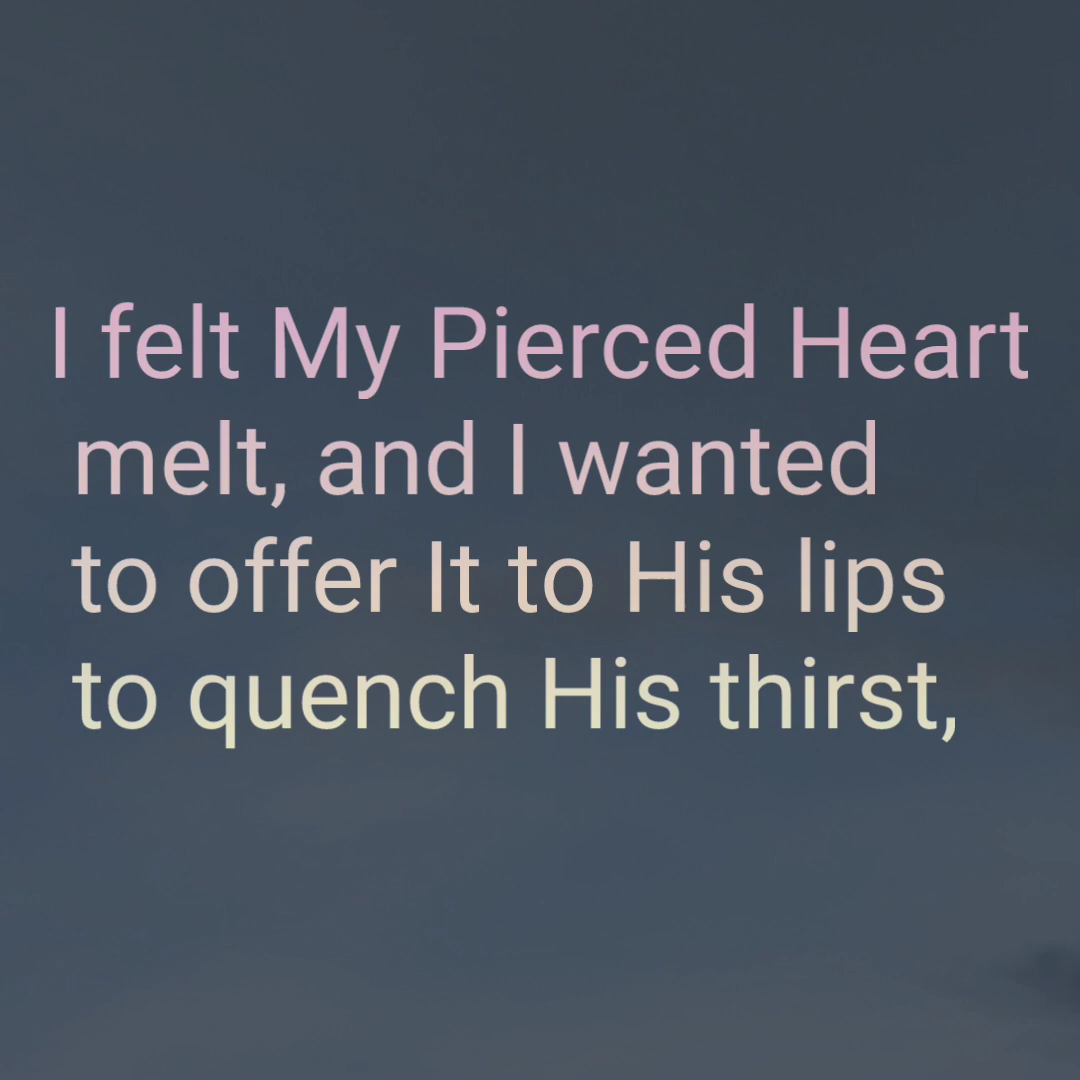 I felt My Pierced Heart
melt, and I wanted
to offer It to His lips
to quench His thirst,